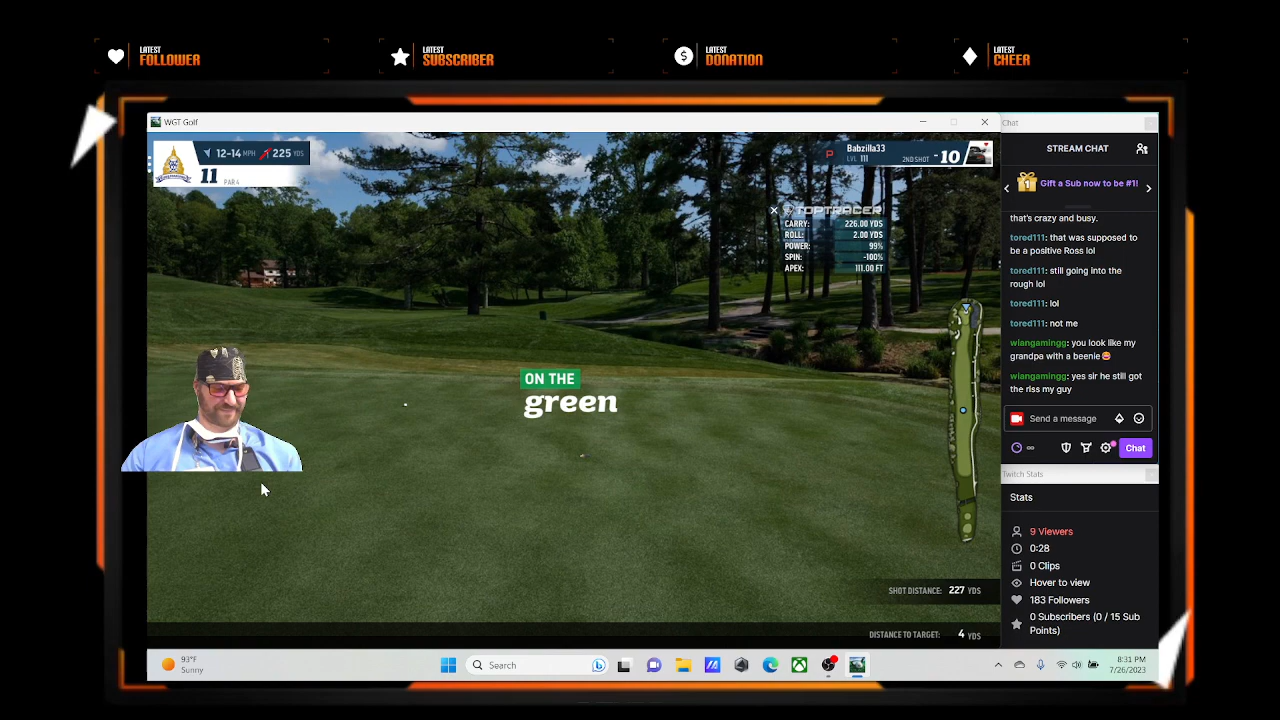 LATEST
FOLLOWER
LATEST
SUBSCRIBER
LATEST
DONATION
LATEST
CHEER
WGT Golf
12-14 MPH 225 YDS
11 PAR 4
Babzilla33
LVL 111
2ND SHOT -10
TOPTRACER
CARRY: 226.00 YDS
ROLL: 2.00 YDS
POWER: 99%
SPIN: -100%
APEX: 111.00 FT
ON THE
green
SHOT DISTANCE: 227 YDS
DISTANCE TO TARGET: 4 YDS
Chat
STREAM CHAT
1 Gift a Sub now to be #1!
that's crazy and busy.
tored111: that was supposed to
be a positive Ross lol
tored111: still going into the
rough lol
tored111: lol
tored111: not me
wiangamingg: you look like my
grandpa with a beenie
wiangamingg: yes sir he still got
the riss my guy
Send a message
Chat
Twitch Stats
Stats
9 Viewers
0:28
0 Clips
Hover to view
183 Followers
0 Subscribers (0 / 15 Sub
Points)
93°F
Sunny
Search
8:31 PM
7/26/2023